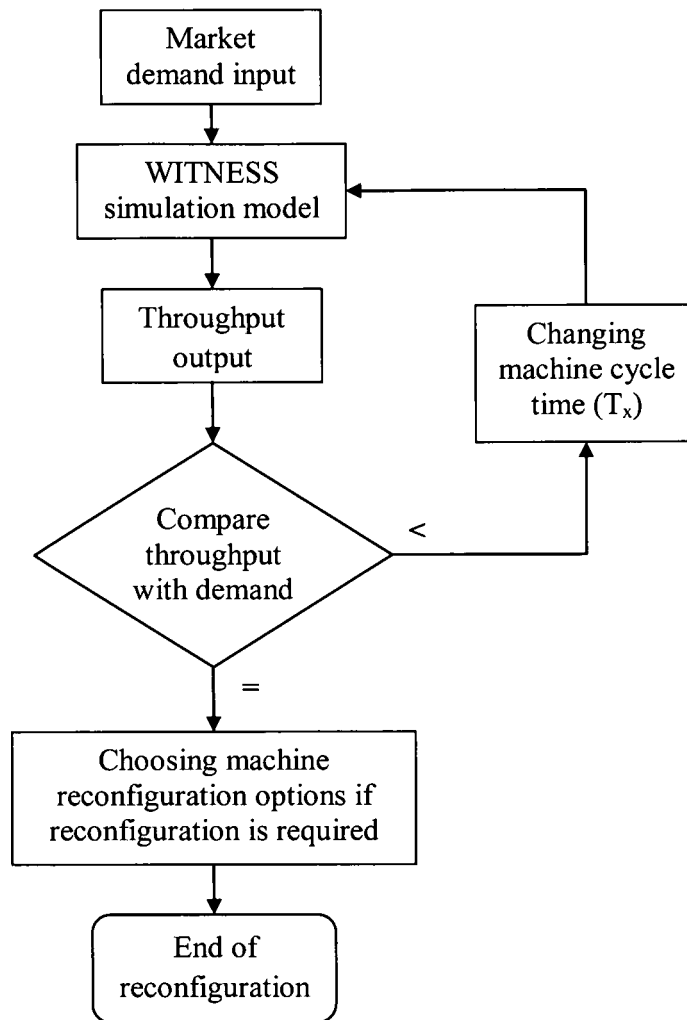 Market
demand input
WITNESS
simulation model
Throughput
output
Changing
machine cycle
time (Tₓ)
Compare
throughput
with demand
<
=
Choosing machine
reconfiguration options if
reconfiguration is required
End of
reconfiguration